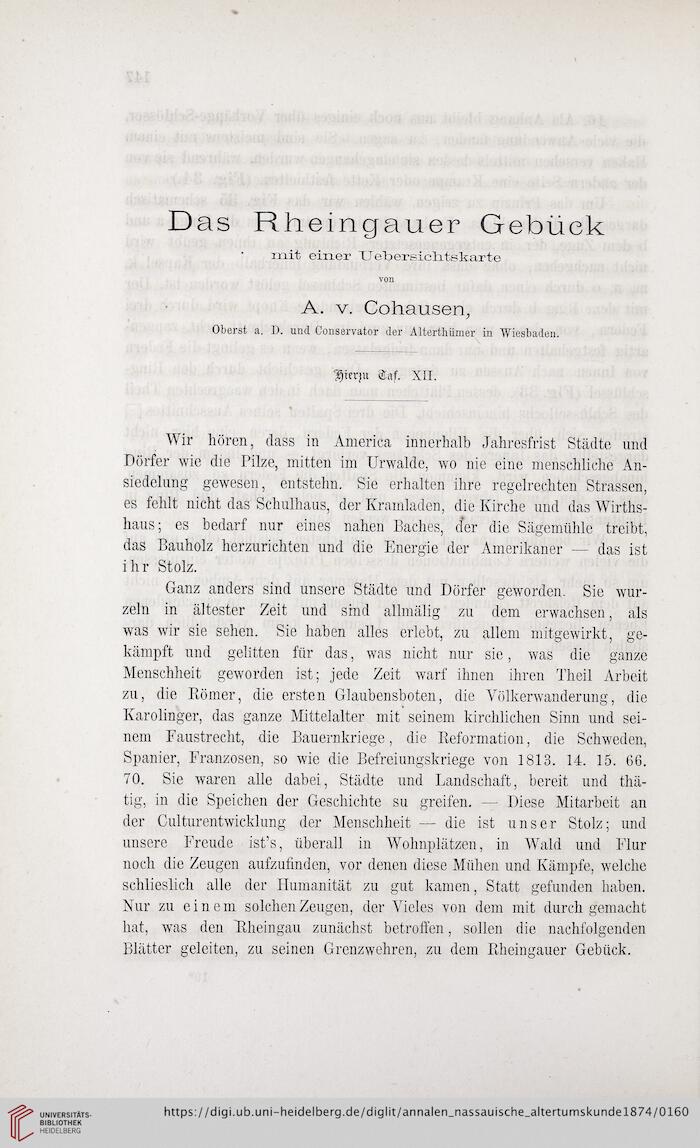 Das Rheingauer Gebück
mit einer Uebersichtskarte
von
A. v. Cohausen,
Oberst a. D. und Conservator der Alterthümer in Wiesbaden.
Hierzu Taf. XII.
Wir hören, dass in America innerhalb Jahresfrist Städte und
Dörfer wie die Pilze, mitten im Urwalde, wo nie eine menschliche An-
siedelung gewesen, entstehn. Sie erhalten ihre regelrechten Strassen,
es fehlt nicht das Schulhaus, der Kramladen, die Kirche und das Wirths-
haus; es bedarf nur eines nahen Baches, der die Sägemühle treibt,
das Bauholz herzurichten und die Energie der Amerikaner — das ist
ihr Stolz.
Ganz anders sind unsere Städte und Dörfer geworden. Sie wur-
zeln in ältester Zeit und sind allmälig zu dem erwachsen, als
was wir sie sehen. Sie haben alles erlebt, zu allem mitgewirkt, ge-
kämpft und gelitten für das, was nicht nur sie, was die ganze
Menschheit geworden ist; jede Zeit warf ihnen ihren Theil Arbeit
zu, die Römer, die ersten Glaubensboten, die Völkerwanderung, die
Karolinger, das ganze Mittelalter mit seinem kirchlichen Sinn und sei-
nem Faustrecht, die Bauernkriege, die Reformation, die Schweden,
Spanier, Franzosen, so wie die Befreiungskriege von 1813. 14. 15. 66.
70. Sie waren alle dabei, Städte und Landschaft, bereit und thä-
tig, in die Speichen der Geschichte su greifen. — Diese Mitarbeit an
der Culturentwicklung der Menschheit — die ist unser Stolz; und
unsere Freude ist's, überall in Wohnplätzen, in Wald und Flur
noch die Zeugen aufzufinden, vor denen diese Mühen und Kämpfe, welche
schlieslich alle der Humanität zu gut kamen, Statt gefunden haben.
Nur zu einem solchen Zeugen, der Vieles von dem mit durch gemacht
hat, was den Rheingau zunächst betroffen, sollen die nachfolgenden
Blätter geleiten, zu seinen Grenzwehren, zu dem Rheingauer Gebück.
UNIVERSITÄTS-
BIBLIOTHEK
HEIDELBERG
https://digi.ub.uni-heidelberg.de/diglit/annalen_nassauische_altertumskunde1874/0160